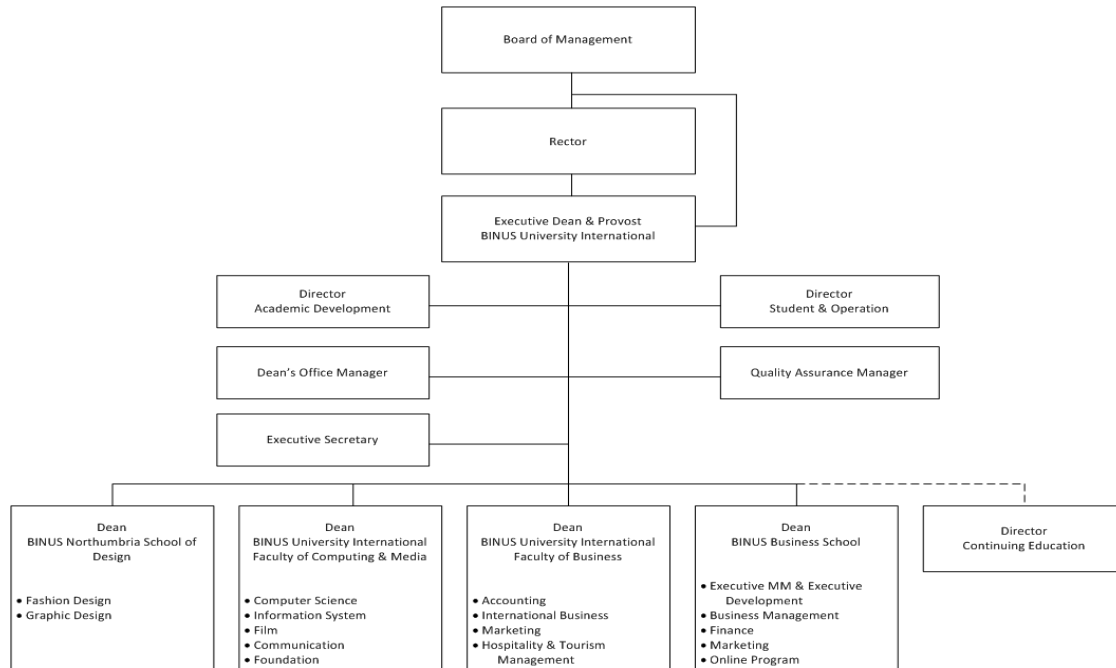 Board of Management
Rector
Executive Dean & Provost
BINUS University International
Director
Academic Development
Director
Student & Operation
Dean's Office Manager
Quality Assurance Manager
Executive Secretary
Dean
BINUS Northumbria School of
Design
• Fashion Design
• Graphic Design
Dean
BINUS University International
Faculty of Computing & Media
• Computer Science
• Information System
• Film
• Communication
• Foundation
Dean
BINUS University International
Faculty of Business
• Accounting
• International Business
• Marketing
• Hospitality & Tourism
Management
Dean
BINUS Business School
• Executive MM & Executive
Development
• Business Management
• Finance
• Marketing
• Online Program
Director
Continuing Education